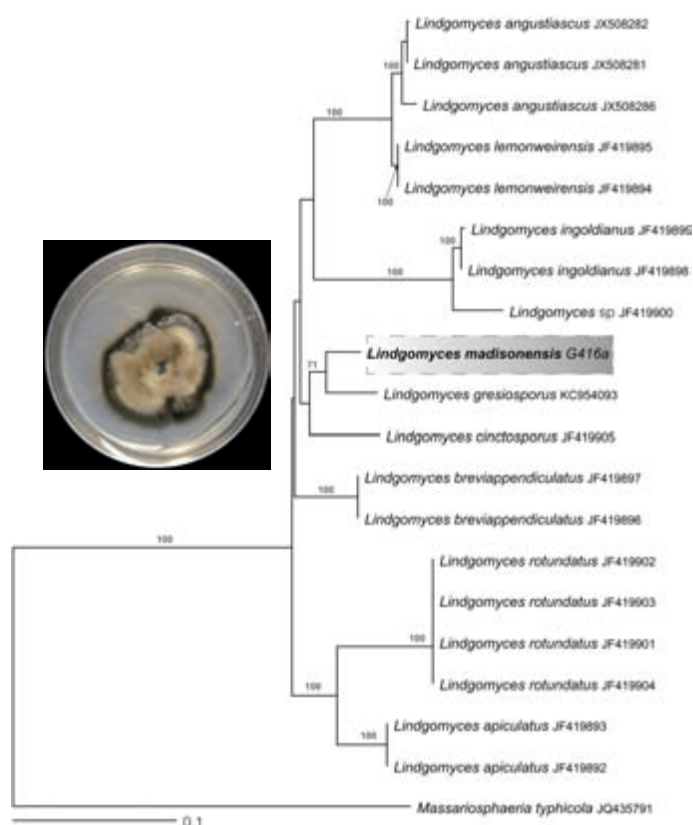 Lindgomyces angustiascus JX508282
Lindgomyces angustiascus JX508281
100
Lindgomyces angustiascus JX508286
100
Lindgomyces lemonweirensis JF419895
Lindgomyces lemonweirensis JF419894
100
Lindgomyces ingoldianus JF419899
100
Lindgomyces ingoldianus JF419898
100
Lindgomyces sp JF419900
Lindgomyces madisonensis G416a
71
Lindgomyces gresiosporus KC954093
Lindgomyces cinctosporus JF419905
Lindgomyces breviappendiculatus JF419897
100
Lindgomyces breviappendiculatus JF419896
100
Lindgomyces rotundatus JF419902
Lindgomyces rotundatus JF419903
100
Lindgomyces rotundatus JF419901
Lindgomyces rotundatus JF419904
100
Lindgomyces apiculatus JF419893
100
Lindgomyces apiculatus JF419892
Massariosphaeria typhicola JQ435791
0.1